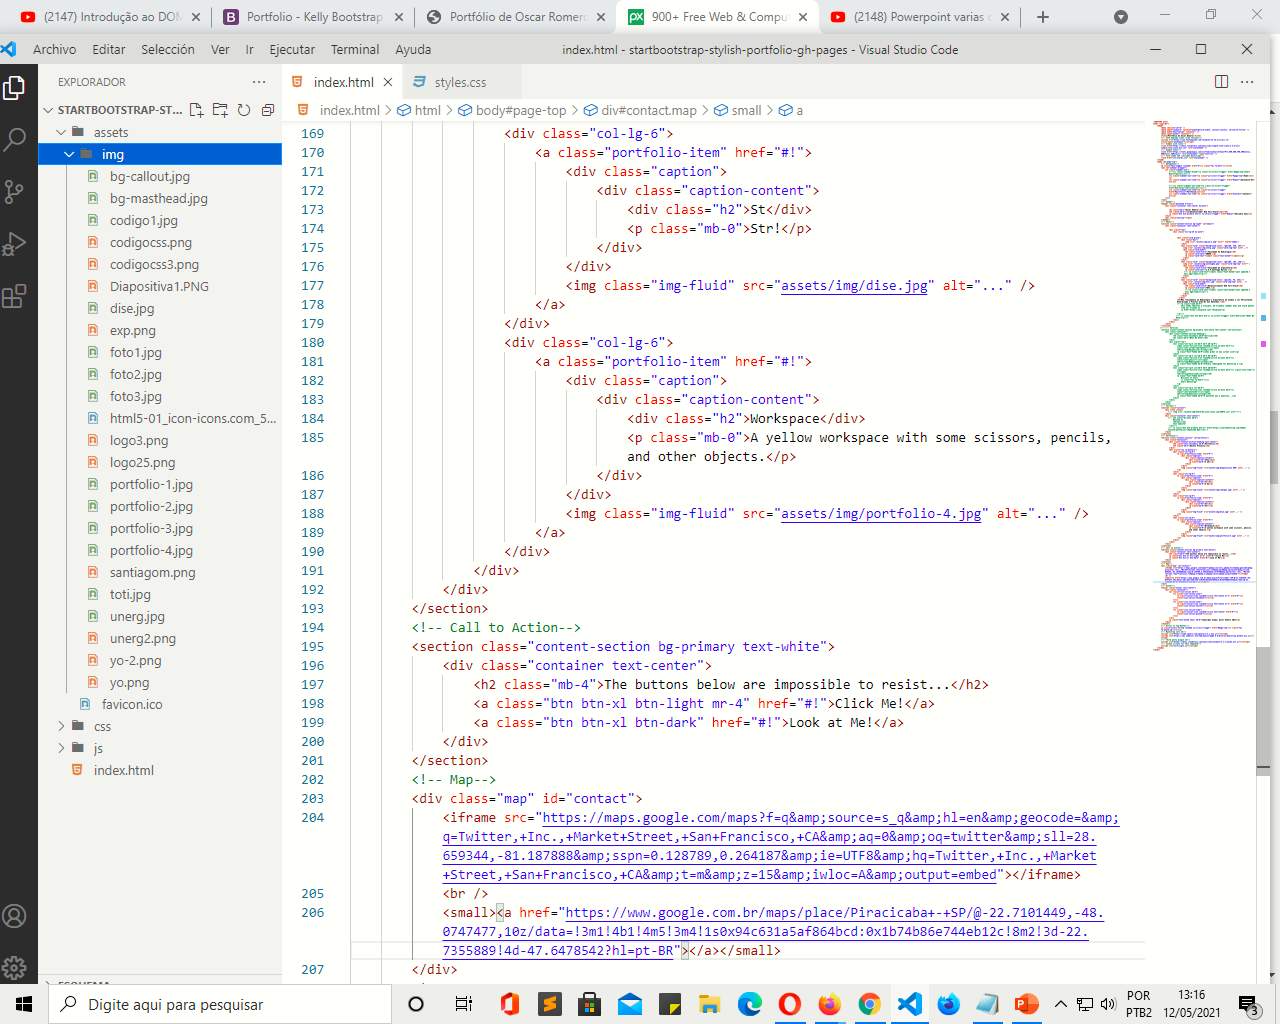 (2147) Introdução ao DOM
Portfolio - Kelly Bootstrap
Portfólio de Oscar Romero
900+ Free Web & Compu
(2148) Powerpoint varias
Archivo Editar Selección Ver Ir Ejecutar Terminal Ayuda
index.html - startbootstrap-stylish-portfolio-gh-pages - Visual Studio Code
EXPLORADOR ...
index.html
styles.css
STARTBOOTSTRAP-ST...
index.html > html > body#page-top > div#contact.map > small > a
assets
img
bg-callout.jpg
bg-masthead.jpg
codigo1.jpg
codigocss.png
codigocss3.png
Diapositiva1.PNG
dise.jpg
exp.png
foto1.jpg
foto2.jpg
foto3.jpg
html5-01_icon-icons.com_5...
logo3.png
logo25.png
portfolio-1.jpg
portfolio-2.jpg
portfolio-3.jpg
portfolio-4.jpg
santiagom.png
toti.jpg
unerg.jpg
unerg2.png
yo-2.png
yo.png
favicon.ico
css
js
index.html
169 <div class="col-lg-6">
170 <a class="portfolio-item" href="#!">
171 <div class="caption">
172 <div class="caption-content">
173 <div class="h2">St</div>
174 <p class="mb-0">Str!</p>
175 </div>
176 </div>
177 <img class="img-fluid" src="assets/img/dise.jpg" alt="..." />
178 </a>
179 </div>
180 <div class="col-lg-6">
181 <a class="portfolio-item" href="#!">
182 <div class="caption">
183 <div class="caption-content">
184 <div class="h2">Workspace</div>
185 <p class="mb-0">A yellow workspace with some scissors, pencils,
and other objects.</p>
186 </div>
187 </div>
188 <img class="img-fluid" src="assets/img/portfolio-4.jpg" alt="..." />
189 </a>
190 </div>
191 </div>
192 </div>
193 </section>
194 <!-- Call to Action-->
195 <section class="content-section bg-primary text-white">
196 <div class="container text-center">
197 <h2 class="mb-4">The buttons below are impossible to resist...</h2>
198 <a class="btn btn-xl btn-light mr-4" href="#!">Click Me!</a>
199 <a class="btn btn-xl btn-dark" href="#!">Look at Me!</a>
200 </div>
201 </section>
202 <!-- Map-->
203 <div class="map" id="contact">
204 <iframe src="https://maps.google.com/maps?f=q&amp;source=s_q&amp;hl=en&amp;geocode=&amp;
q=Twitter,+Inc.,+Market+Street,+San+Francisco,+CA&amp;aq=0&amp;oq=twitter&amp;sll=28.
659344,-81.187888&amp;sspn=0.128789,0.264187&amp;ie=UTF8&amp;hq=Twitter,+Inc.,+Market
+Street,+San+Francisco,+CA&amp;t=m&amp;z=15&amp;iwloc=A&amp;output=embed"></iframe>
205 <br />
206 <small><a href="https://www.google.com.br/maps/place/Piracicaba+-+SP/@-22.7101449,-48.
0747477,10z/data=!3m1!4b1!4m5!3m4!1s0x94c631a5af864bcd:0x1b74b86e744eb12c!8m2!3d-22.
7355889!4d-47.6478542?hl=pt-BR"></a></small>
207 </div>
Digite aqui para pesquisar
POR
PTB2
13:16
12/05/2021
3